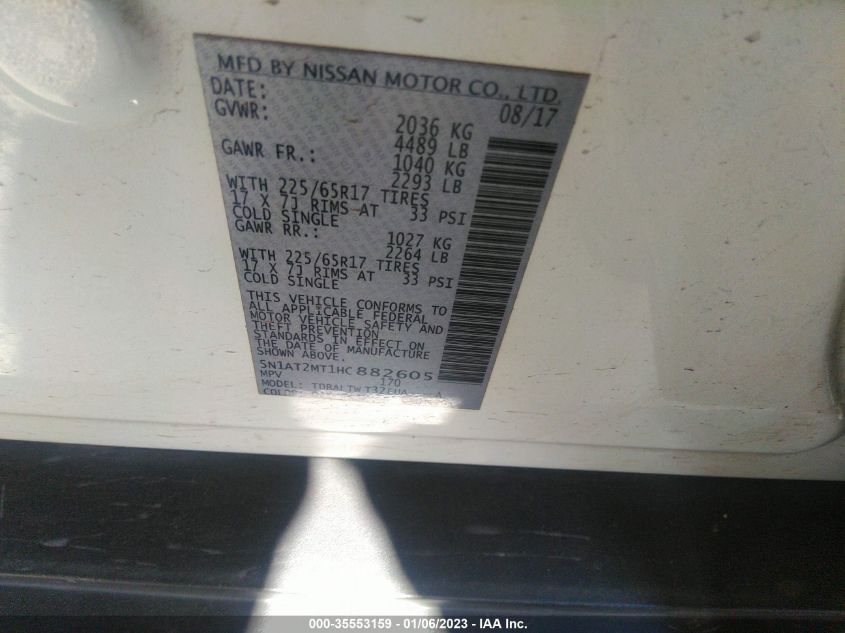 MFD BY NISSAN MOTOR CO., LTD.
DATE: 08/17
GVWR: 2036 KG
4489 LB
GAWR FR.: 1040 KG
2293 LB
WITH 225/65R17 TIRES
17 X 7J RIMS AT 33 PSI
COLD SINGLE
GAWR RR.: 1027 KG
2264 LB
WITH 225/65R17 TIRES
17 X 7J RIMS AT 33 PSI
COLD SINGLE
THIS VEHICLE CONFORMS TO
ALL APPLICABLE FEDERAL
MOTOR VEHICLE SAFETY AND
THEFT PREVENTION
STANDARDS IN EFFECT ON
THE DATE OF MANUFACTURE
SHOWN ABOVE.
5N1AT2MT1HC882605
MPV 170
MODEL:
COLOR:
000-35553159 - 01/06/2023 - IAA Inc.